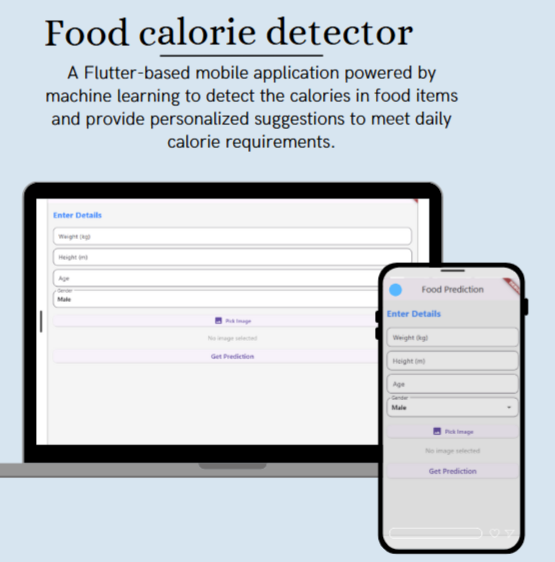 Food calorie detector
A Flutter-based mobile application powered by
machine learning to detect the calories in food items
and provide personalized suggestions to meet daily
calorie requirements.
Enter Details
Weight (kg)
Height (m)
Age
Gender
Male
Pick Image
No image selected
Get Prediction
Food Prediction
Enter Details
Weight (kg)
Height (m)
Age
Gender
Male
Pick Image
No image selected
Get Prediction